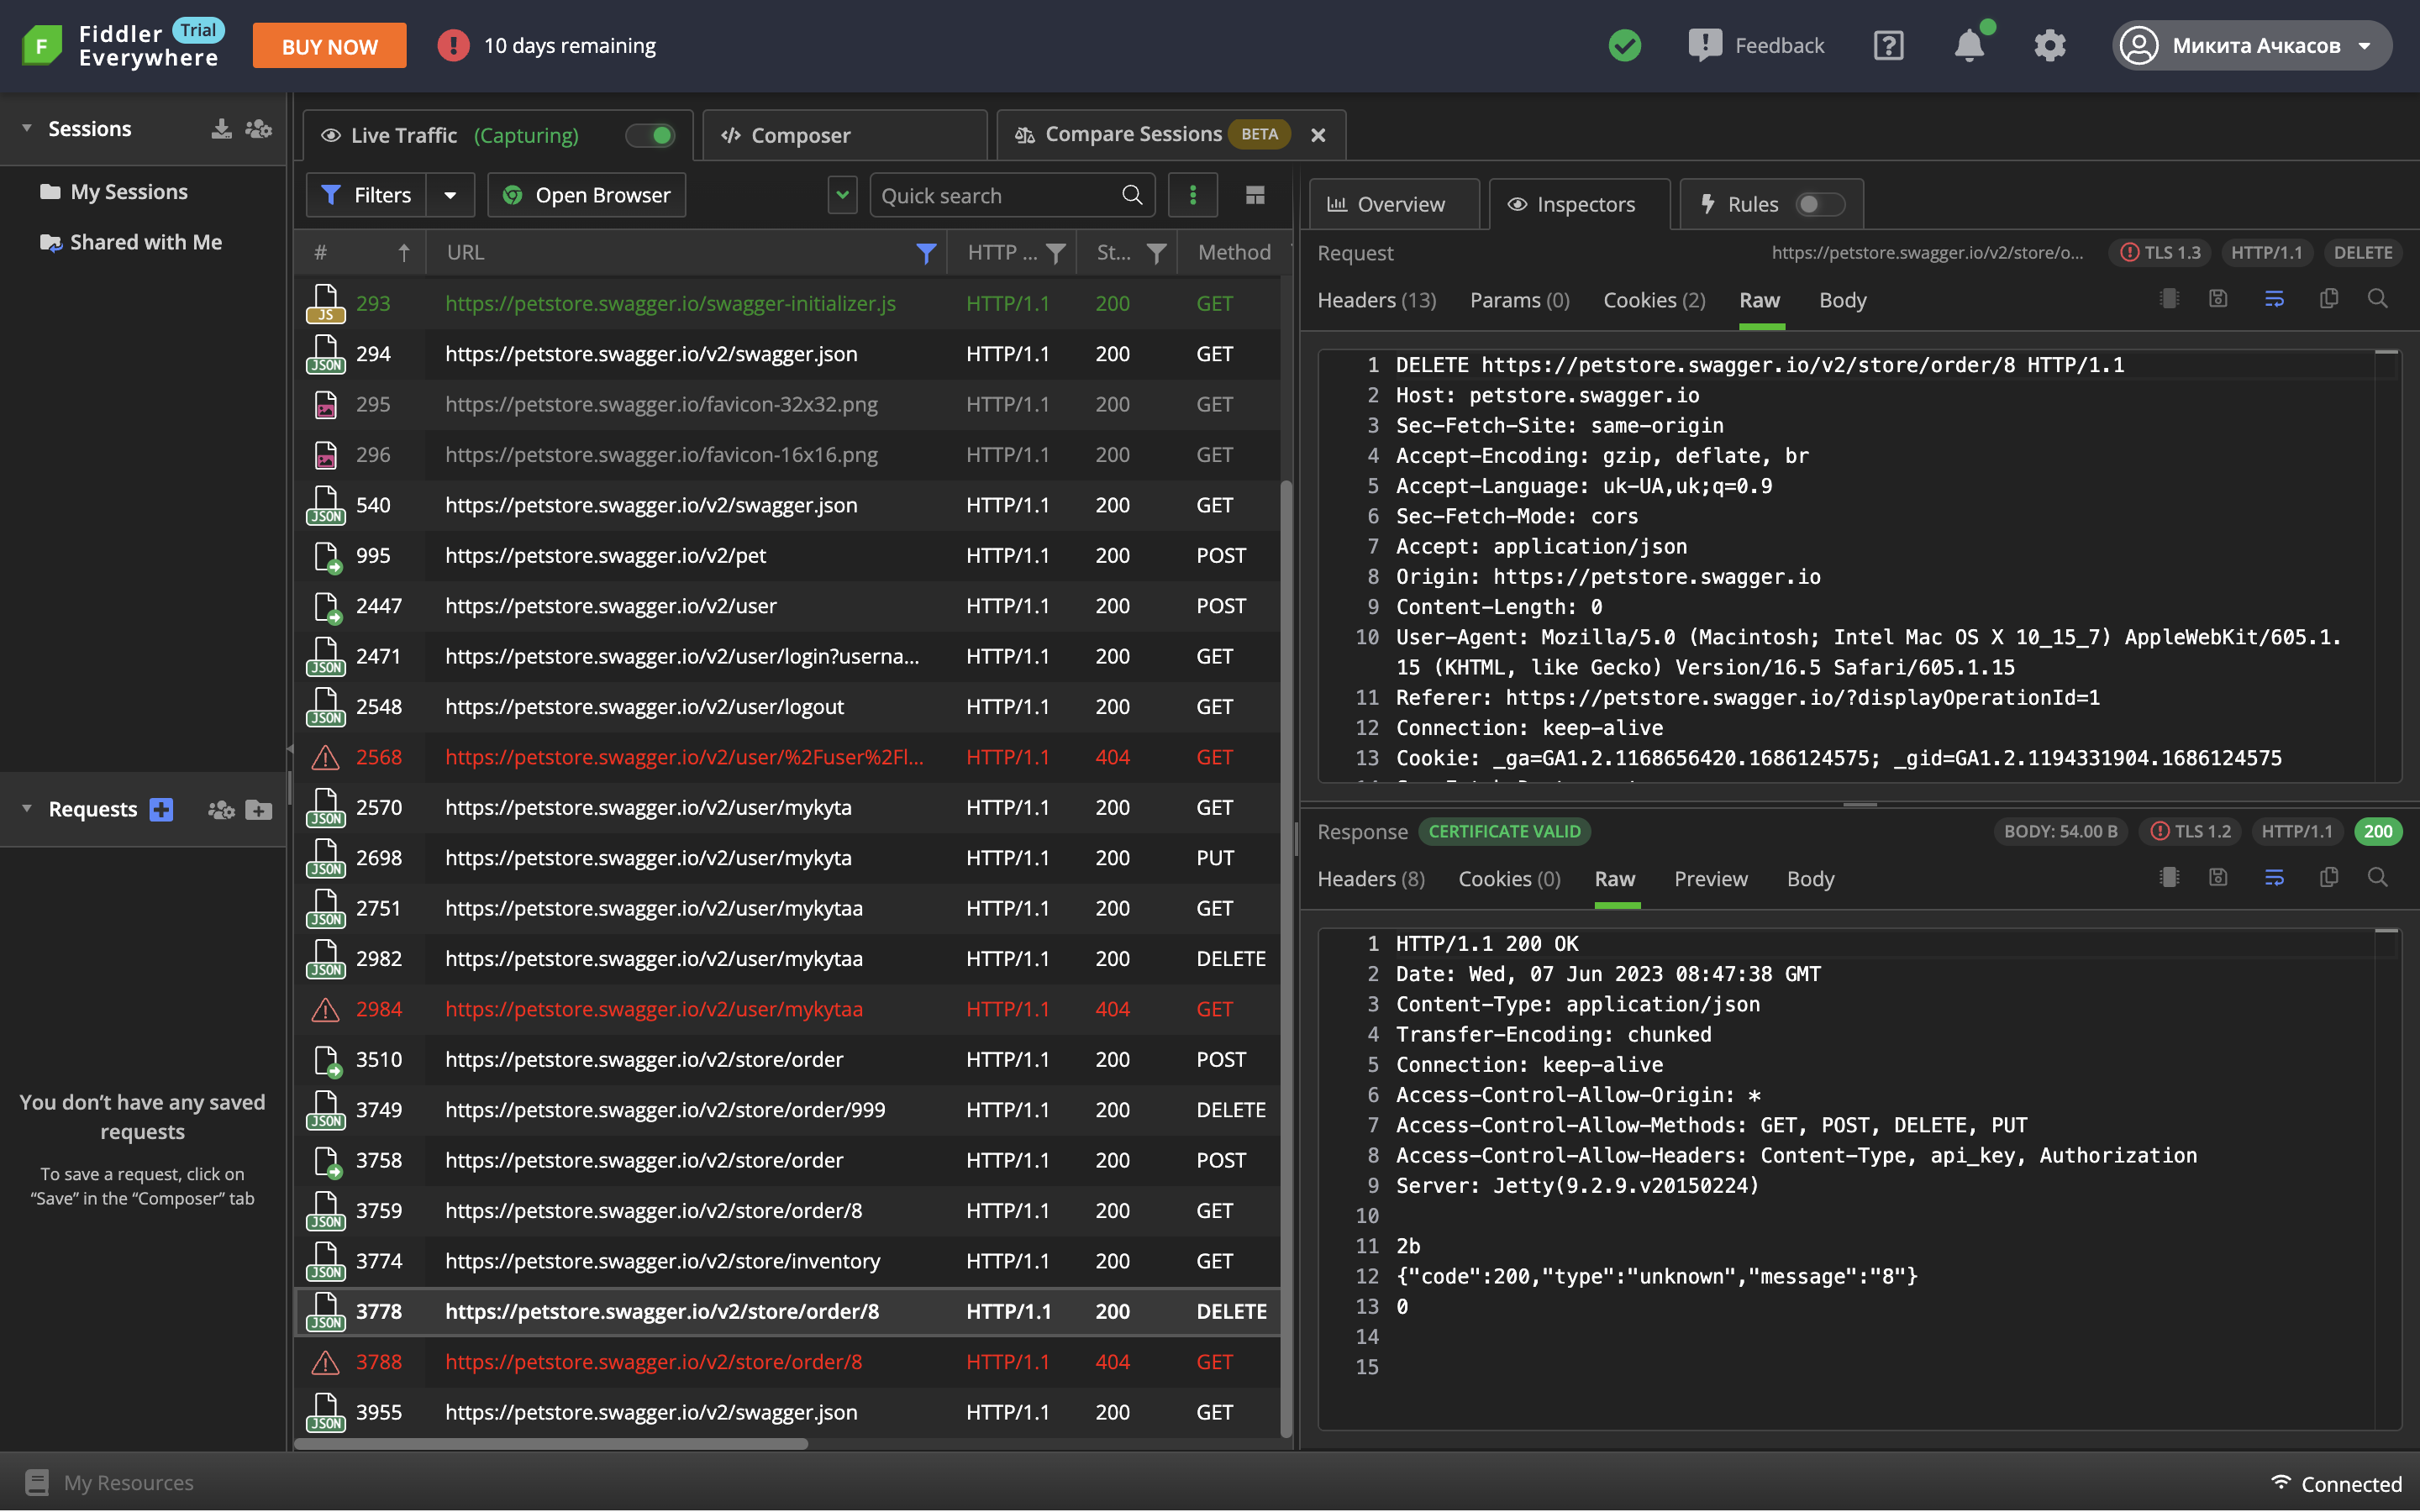 Fiddler Everywhere Trial
BUY NOW
10 days remaining
Feedback
Микита Ачкасов
Sessions
My Sessions
Shared with Me
Requests
You don’t have any saved
requests
To save a request, click on
“Save” in the “Composer” tab
Live Traffic (Capturing)
Composer
Compare Sessions BETA
Filters
Open Browser
Quick search
# URL HTTP ... St... Method
JS 293 https://petstore.swagger.io/swagger-initializer.js HTTP/1.1 200 GET
JSON 294 https://petstore.swagger.io/v2/swagger.json HTTP/1.1 200 GET
295 https://petstore.swagger.io/favicon-32x32.png HTTP/1.1 200 GET
296 https://petstore.swagger.io/favicon-16x16.png HTTP/1.1 200 GET
JSON 540 https://petstore.swagger.io/v2/swagger.json HTTP/1.1 200 GET
995 https://petstore.swagger.io/v2/pet HTTP/1.1 200 POST
2447 https://petstore.swagger.io/v2/user HTTP/1.1 200 POST
JSON 2471 https://petstore.swagger.io/v2/user/login?userna... HTTP/1.1 200 GET
JSON 2548 https://petstore.swagger.io/v2/user/logout HTTP/1.1 200 GET
2568 https://petstore.swagger.io/v2/user/%2Fuser%2Fl... HTTP/1.1 404 GET
JSON 2570 https://petstore.swagger.io/v2/user/mykyta HTTP/1.1 200 GET
JSON 2698 https://petstore.swagger.io/v2/user/mykyta HTTP/1.1 200 PUT
JSON 2751 https://petstore.swagger.io/v2/user/mykytaa HTTP/1.1 200 GET
JSON 2982 https://petstore.swagger.io/v2/user/mykytaa HTTP/1.1 200 DELETE
2984 https://petstore.swagger.io/v2/user/mykytaa HTTP/1.1 404 GET
3510 https://petstore.swagger.io/v2/store/order HTTP/1.1 200 POST
JSON 3749 https://petstore.swagger.io/v2/store/order/999 HTTP/1.1 200 DELETE
3758 https://petstore.swagger.io/v2/store/order HTTP/1.1 200 POST
JSON 3759 https://petstore.swagger.io/v2/store/order/8 HTTP/1.1 200 GET
JSON 3774 https://petstore.swagger.io/v2/store/inventory HTTP/1.1 200 GET
JSON 3778 https://petstore.swagger.io/v2/store/order/8 HTTP/1.1 200 DELETE
3788 https://petstore.swagger.io/v2/store/order/8 HTTP/1.1 404 GET
JSON 3955 https://petstore.swagger.io/v2/swagger.json HTTP/1.1 200 GET
Overview
Inspectors
Rules
Request https://petstore.swagger.io/v2/store/o... TLS 1.3 HTTP/1.1 DELETE
Headers (13) Params (0) Cookies (2) Raw Body
1 DELETE https://petstore.swagger.io/v2/store/order/8 HTTP/1.1
2 Host: petstore.swagger.io
3 Sec-Fetch-Site: same-origin
4 Accept-Encoding: gzip, deflate, br
5 Accept-Language: uk-UA,uk;q=0.9
6 Sec-Fetch-Mode: cors
7 Accept: application/json
8 Origin: https://petstore.swagger.io
9 Content-Length: 0
10 User-Agent: Mozilla/5.0 (Macintosh; Intel Mac OS X 10_15_7) AppleWebKit/605.1.
15 (KHTML, like Gecko) Version/16.5 Safari/605.1.15
11 Referer: https://petstore.swagger.io/?displayOperationId=1
12 Connection: keep-alive
13 Cookie: _ga=GA1.2.1168656420.1686124575; _gid=GA1.2.1194331904.1686124575
Response CERTIFICATE VALID BODY: 54.00 B TLS 1.2 HTTP/1.1 200
Headers (8) Cookies (0) Raw Preview Body
1 HTTP/1.1 200 OK
2 Date: Wed, 07 Jun 2023 08:47:38 GMT
3 Content-Type: application/json
4 Transfer-Encoding: chunked
5 Connection: keep-alive
6 Access-Control-Allow-Origin: *
7 Access-Control-Allow-Methods: GET, POST, DELETE, PUT
8 Access-Control-Allow-Headers: Content-Type, api_key, Authorization
9 Server: Jetty(9.2.9.v20150224)
10
11 2b
12 {"code":200,"type":"unknown","message":"8"}
13 0
14
15
My Resources
Connected